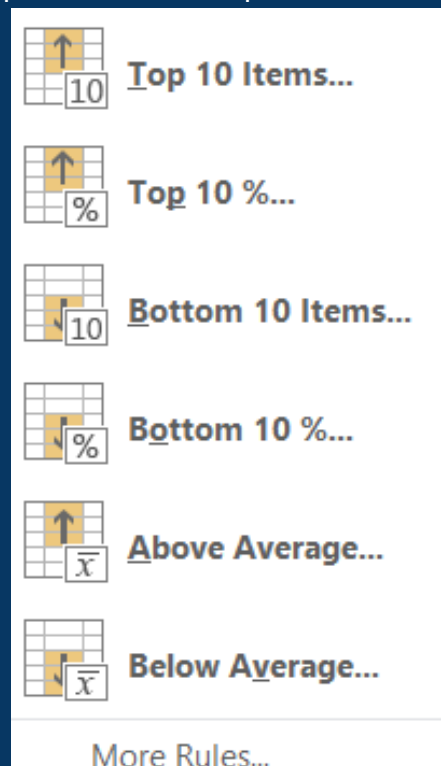 10
Top 10 Items...
%
Top 10 %...
10
Bottom 10 Items...
%
Bottom 10 %...
x̄
Above Average...
x̄
Below Average...
More Rules...